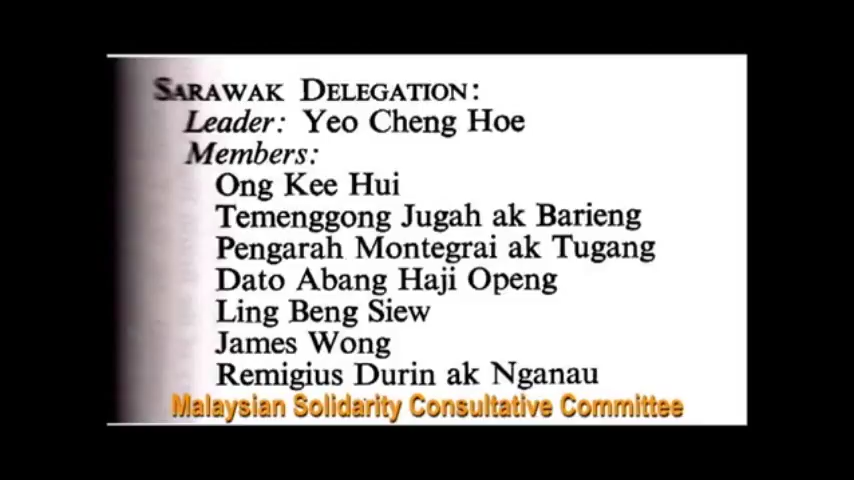 SARAWAK DELEGATION:
Leader: Yeo Cheng Hoe
Members:
Ong Kee Hui
Temenggong Jugah ak Barieng
Pengarah Montegrai ak Tugang
Dato Abang Haji Openg
Ling Beng Siew
James Wong
Remigius Durin ak Nganau
Malaysian Solidarity Consultative Committee